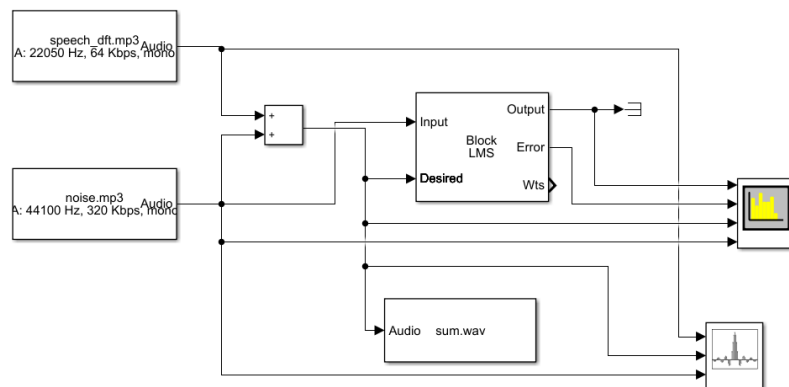 speech_dft.mp3
Audio
A: 22050 Hz, 64 Kbps, mono
+
+
Input
Output
Block
LMS
Error
Desired
Wts
noise.mp3
Audio
A: 44100 Hz, 320 Kbps, mono
Audio
sum.wav